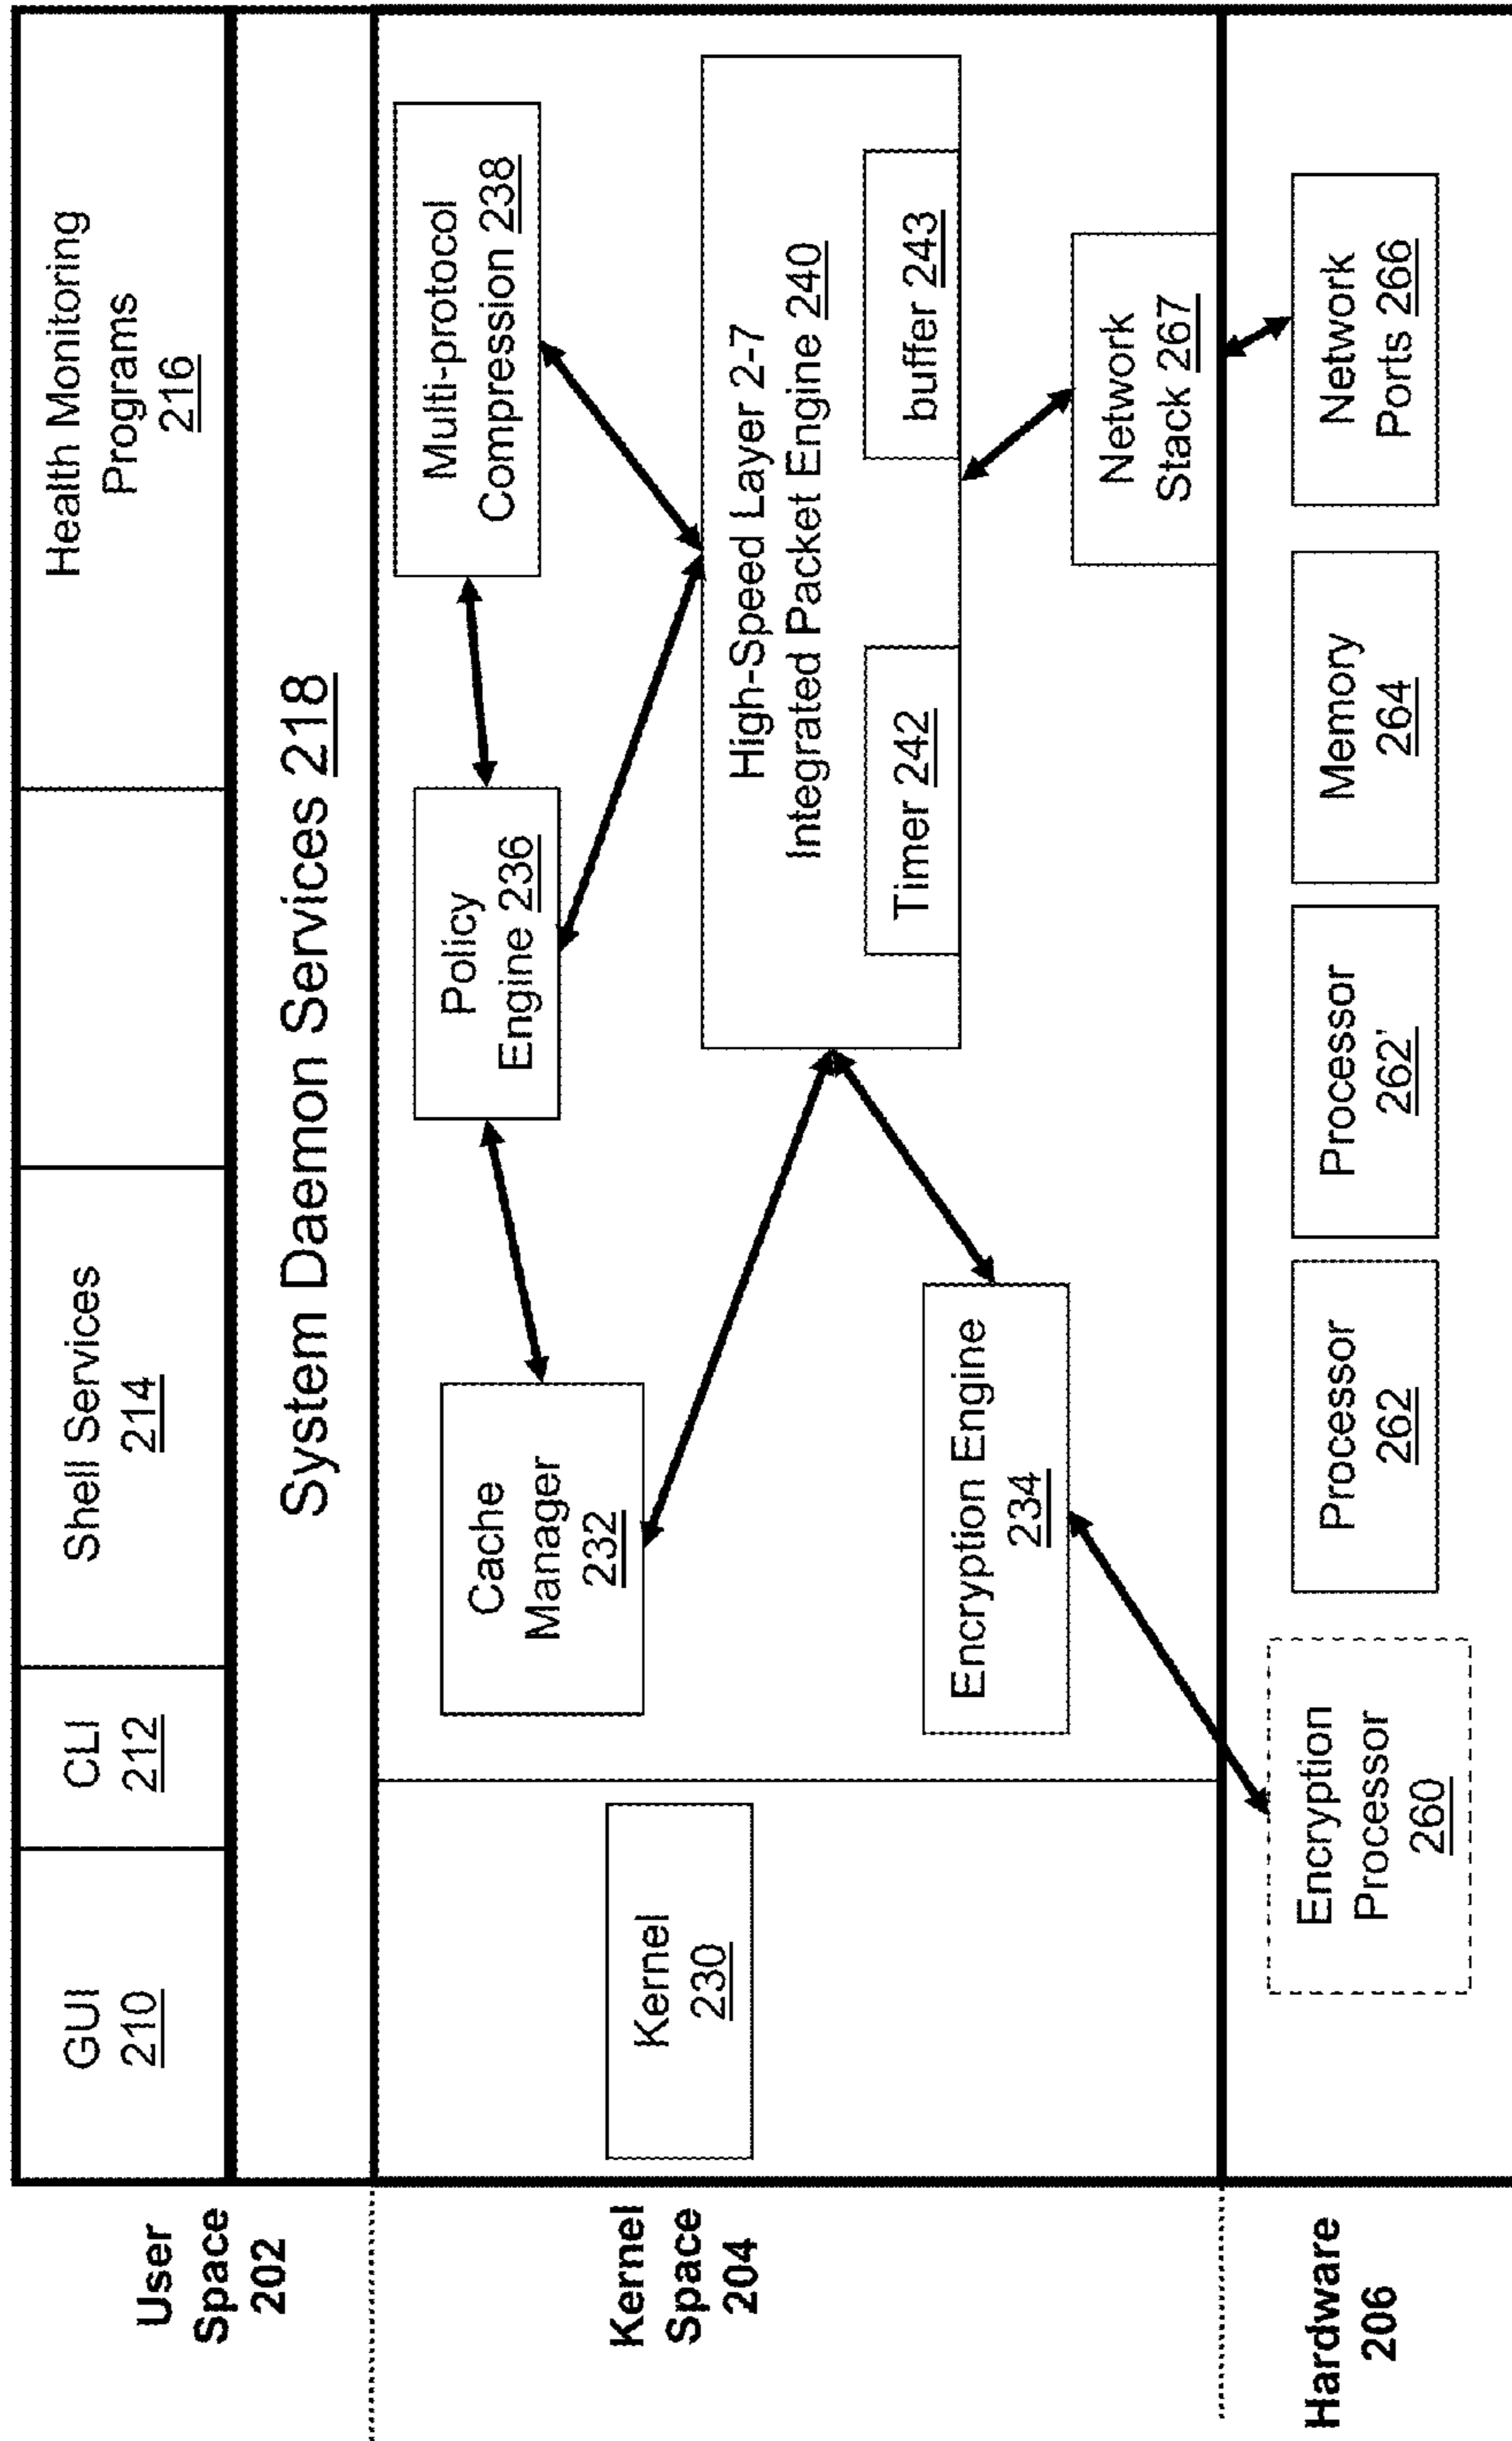 User
Space
202
GUI
210
CLI
212
Shell Services
214
Health Monitoring
Programs
216
System Daemon Services 218
Kernel
Space
204
Kernel
230
Cache
Manager
232
Policy
Engine 236
Multi-protocol
Compression 238
High-Speed Layer 2-7
Integrated Packet Engine 240
Timer 242
buffer 243
Encryption Engine
234
Network
Stack 267
Hardware
206
Encryption
Processor
260
Processor
262
Processor
262'
Memory
264
Network
Ports 266